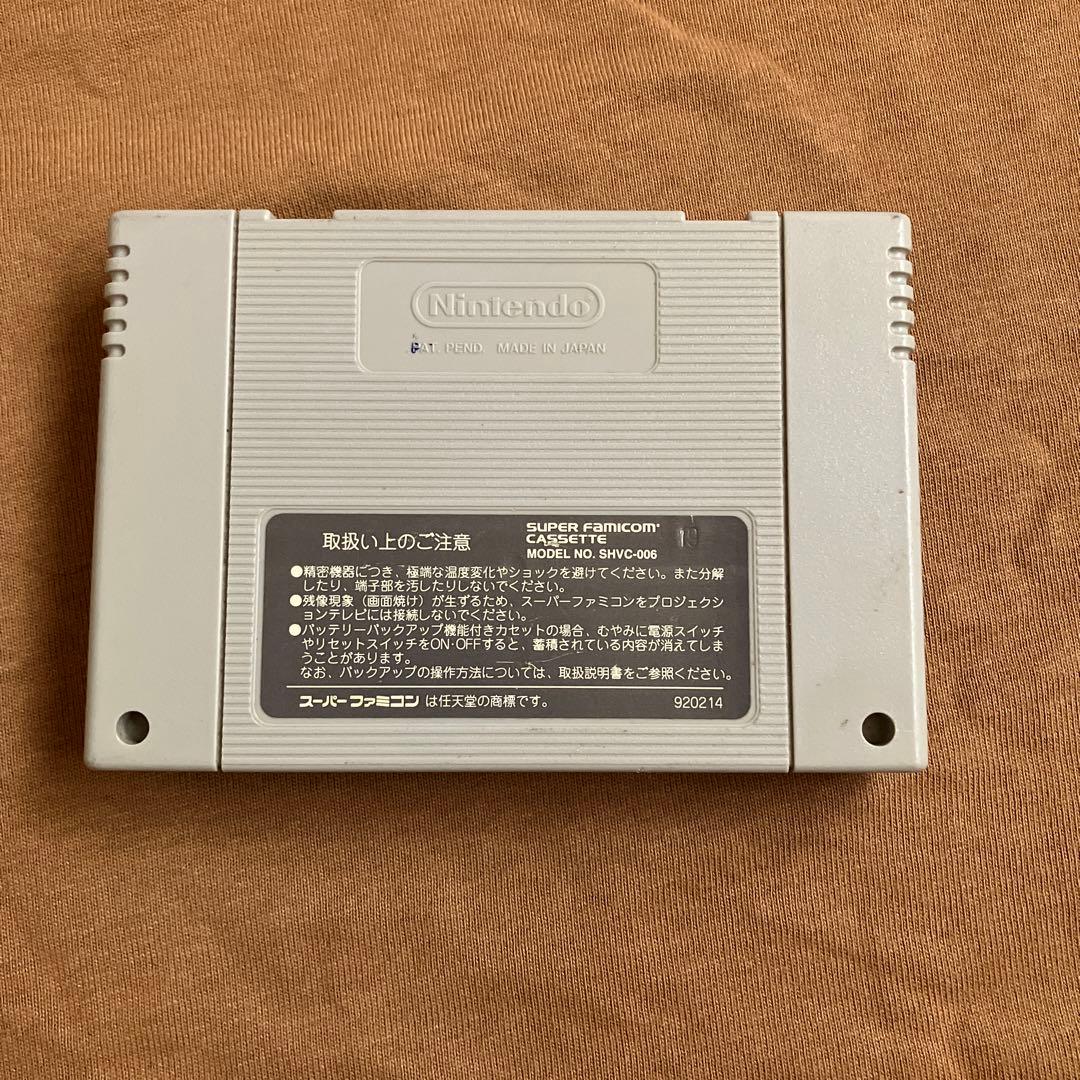 Nintendo
PAT. PEND. MADE IN JAPAN
取扱い上のご注意
SUPER FAMICOM
CASSETTE
MODEL NO. SHVC-006
19
●精密機器につき、極端な温度変化やショックを避けてください。また分解
したり、端子部を汚したりしないでください。
●残像現象（画面焼け）が生ずるため、スーパーファミコンをプロジェクシ
ョンテレビには接続しないでください。
●バッテリーバックアップ機能付きカセットの場合、むやみに電源スイッチ
やリセットスイッチをON・OFFすると、蓄積されている内容が消えてしま
うことがあります。
なお、バックアップの操作方法については、取扱説明書をご参照ください。
スーパーファミコン は任天堂の商標です。
920214